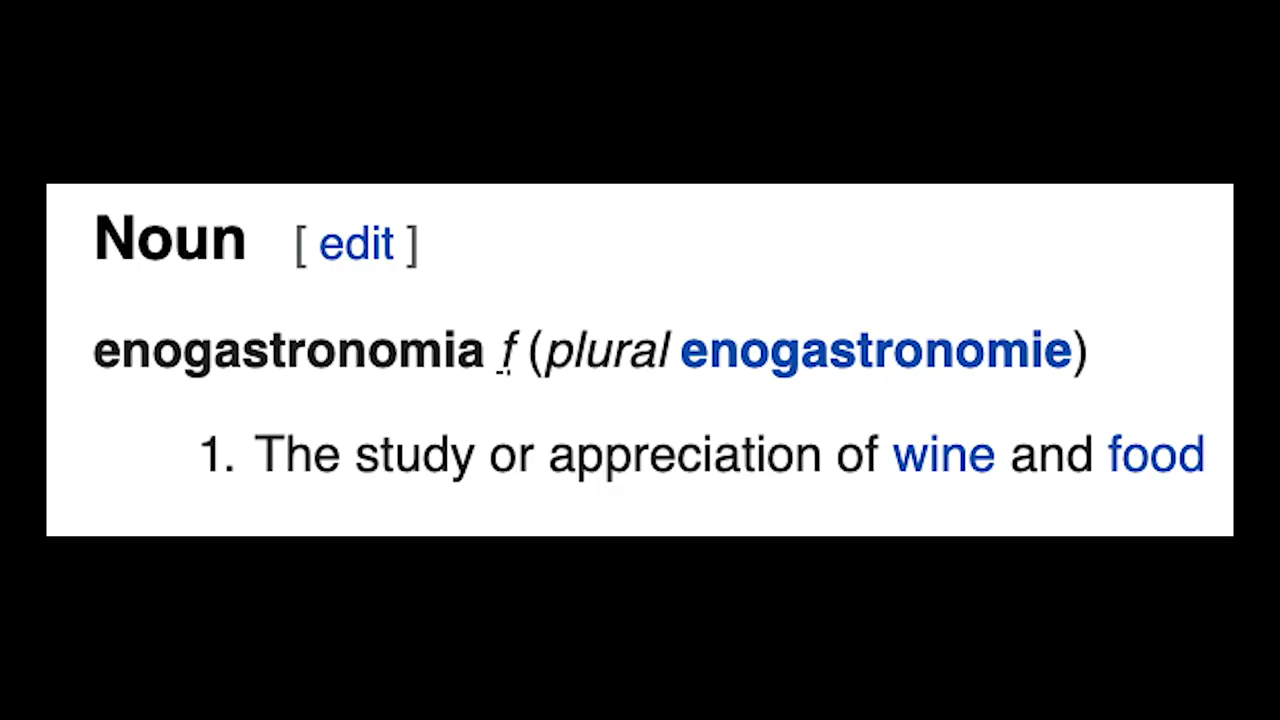 Noun [ edit ]
enogastronomia f (plural enogastronomie)
1. The study or appreciation of wine and food